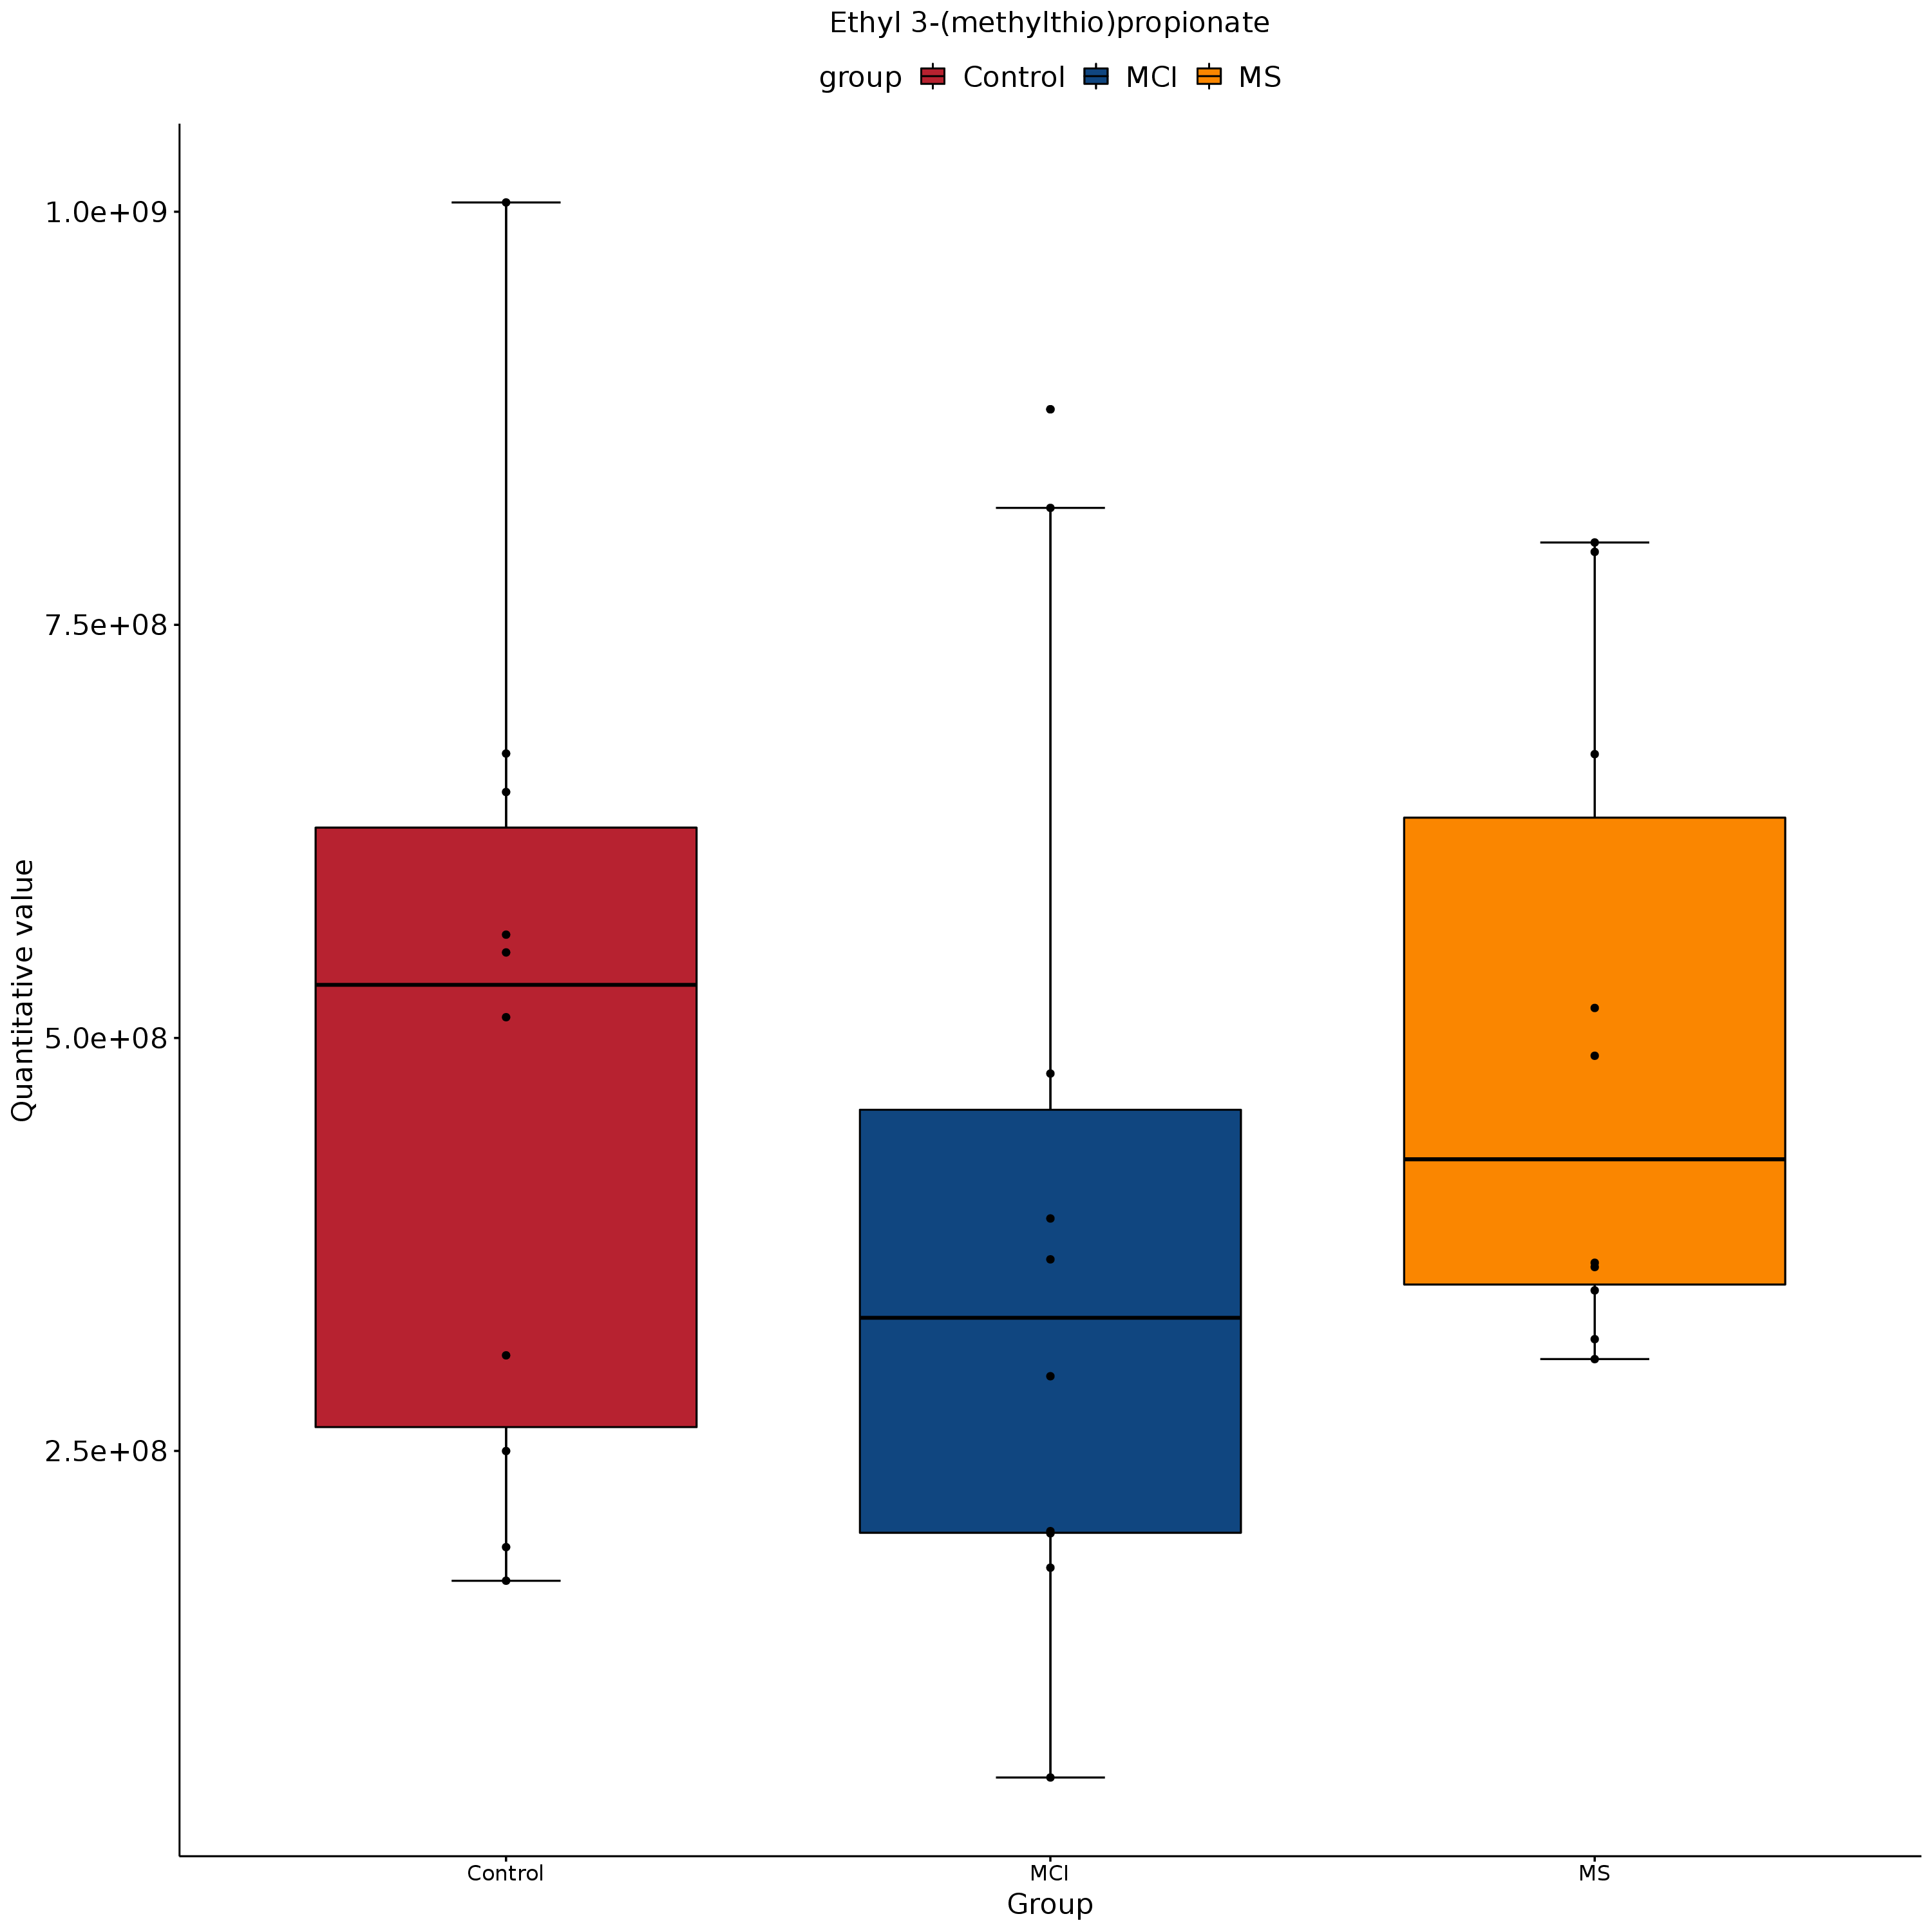 Ethyl 3-(methylthio)propionate
group Control MCI MS
1.0e+09
7.5e+08
5.0e+08
2.5e+08
Quantitative value
Control MCI MS
Group